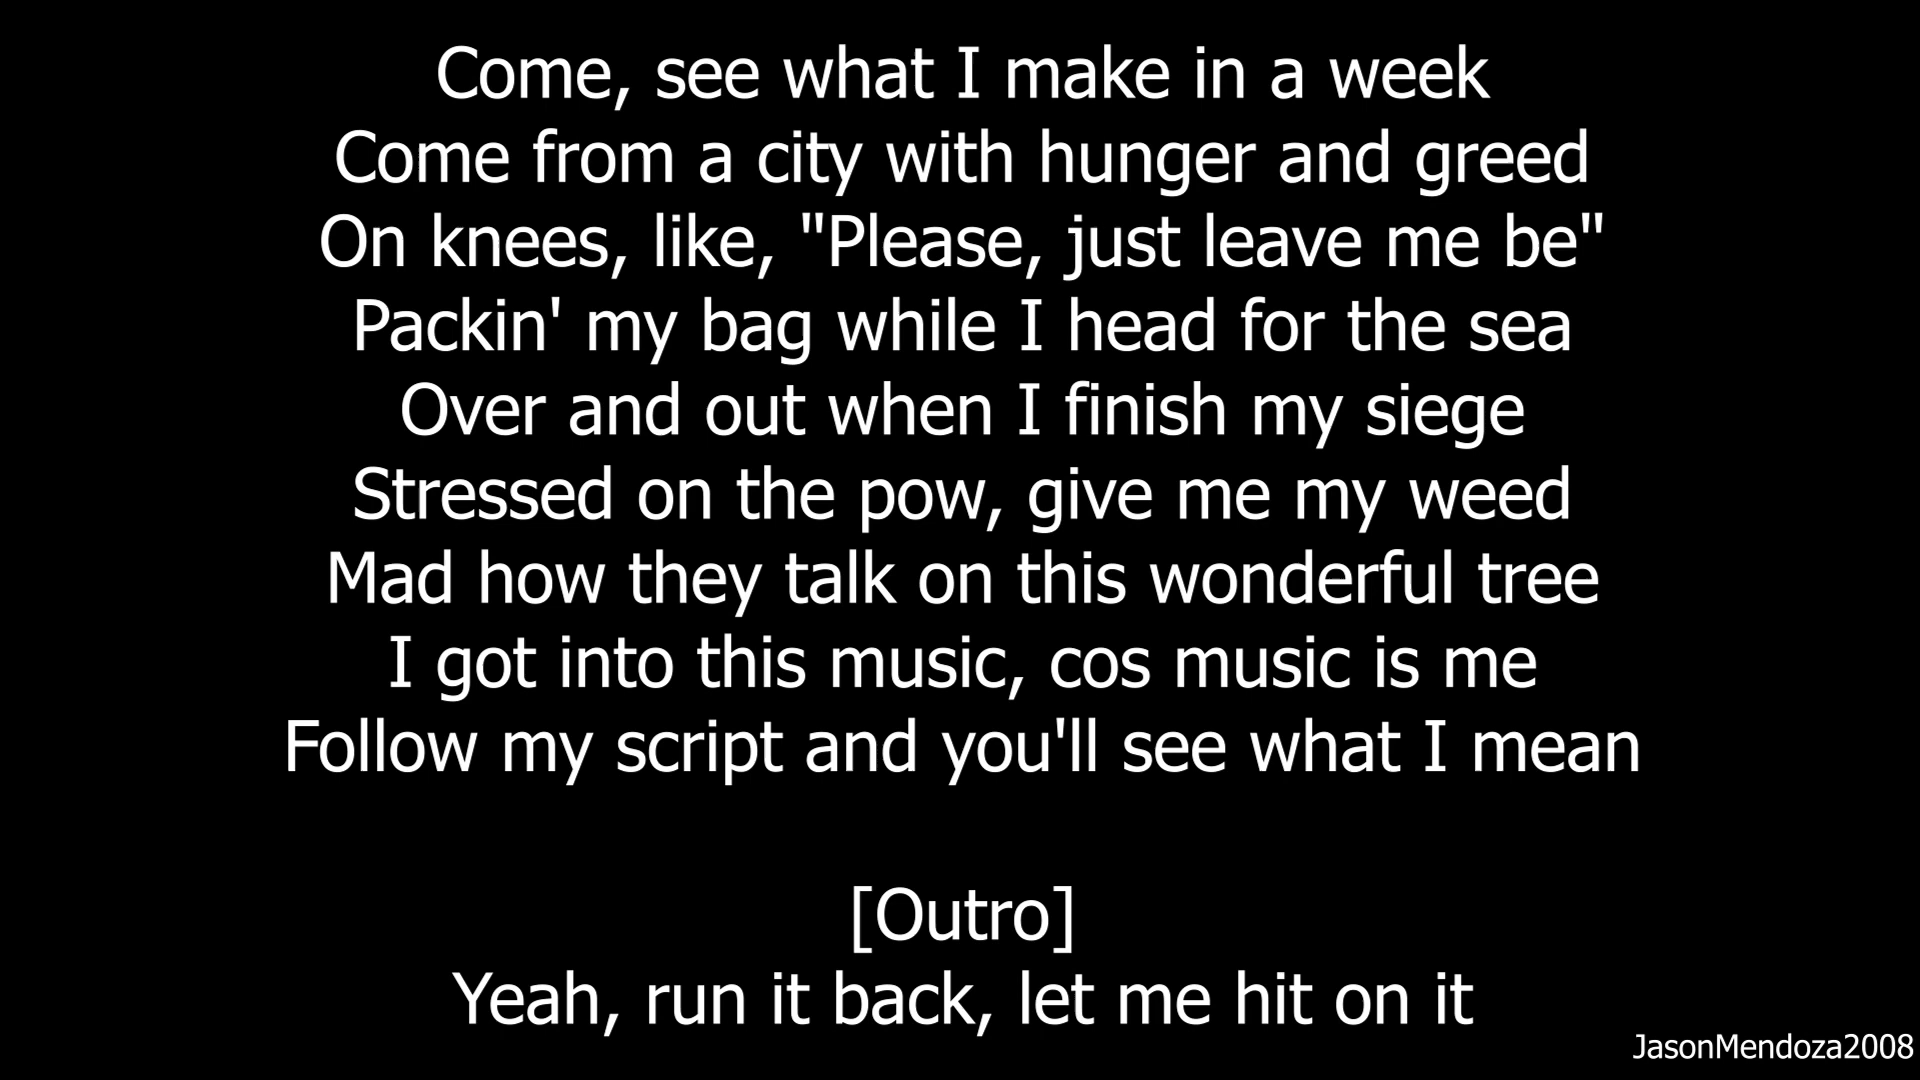 Come, see what I make in a week
Come from a city with hunger and greed
On knees, like, "Please, just leave me be"
Packin' my bag while I head for the sea
Over and out when I finish my siege
Stressed on the pow, give me my weed
Mad how they talk on this wonderful tree
I got into this music, cos music is me
Follow my script and you'll see what I mean
[Outro]
Yeah, run it back, let me hit on it
JasonMendoza2008